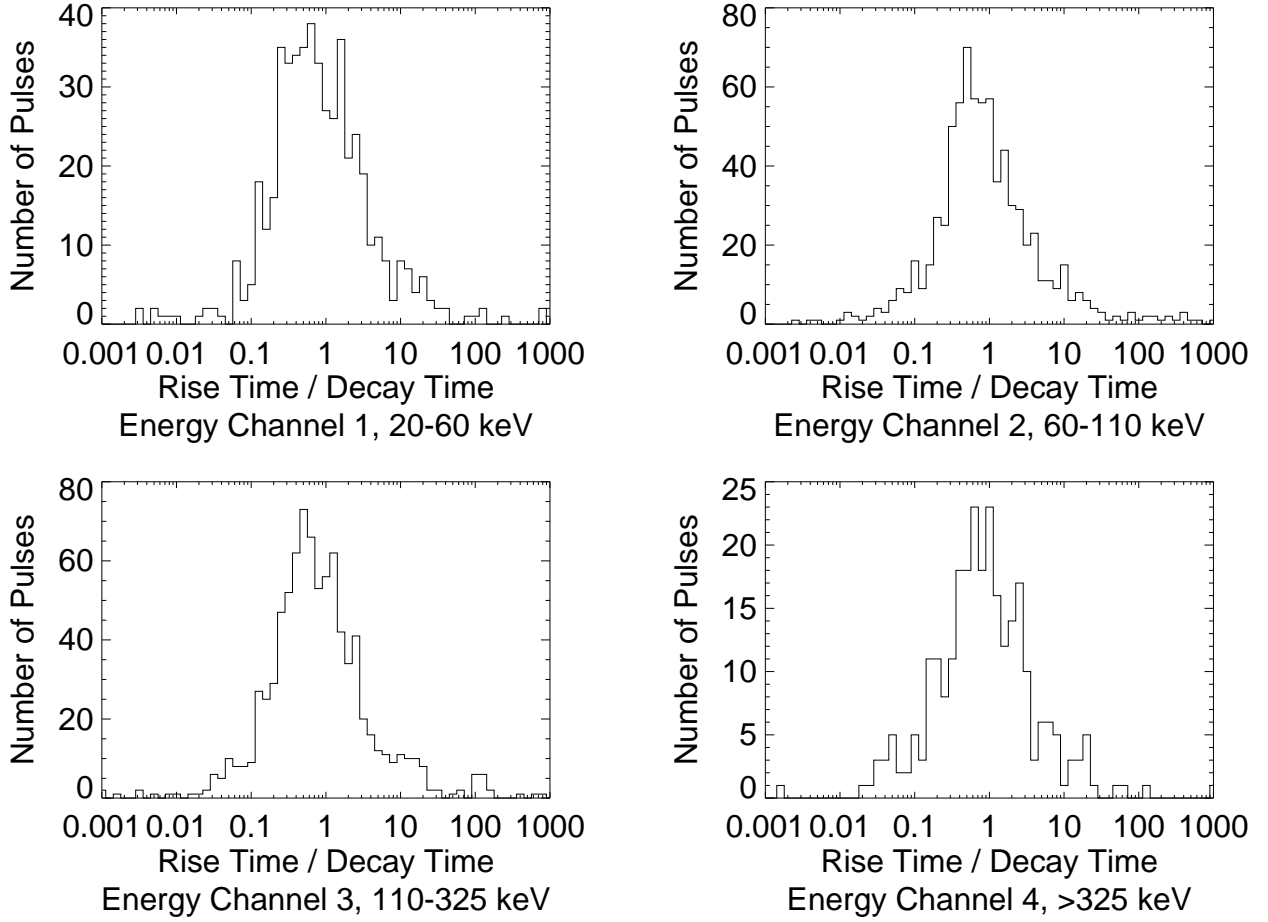 40
30
20
10
0
Number of Pulses
0.001 0.01 0.1 1 10 100 1000
Rise Time / Decay Time
Energy Channel 1, 20-60 keV
80
60
40
20
0
Number of Pulses
0.001 0.01 0.1 1 10 100 1000
Rise Time / Decay Time
Energy Channel 2, 60-110 keV
80
60
40
20
0
Number of Pulses
0.001 0.01 0.1 1 10 100 1000
Rise Time / Decay Time
Energy Channel 3, 110-325 keV
25
20
15
10
5
0
Number of Pulses
0.001 0.01 0.1 1 10 100 1000
Rise Time / Decay Time
Energy Channel 4, >325 keV